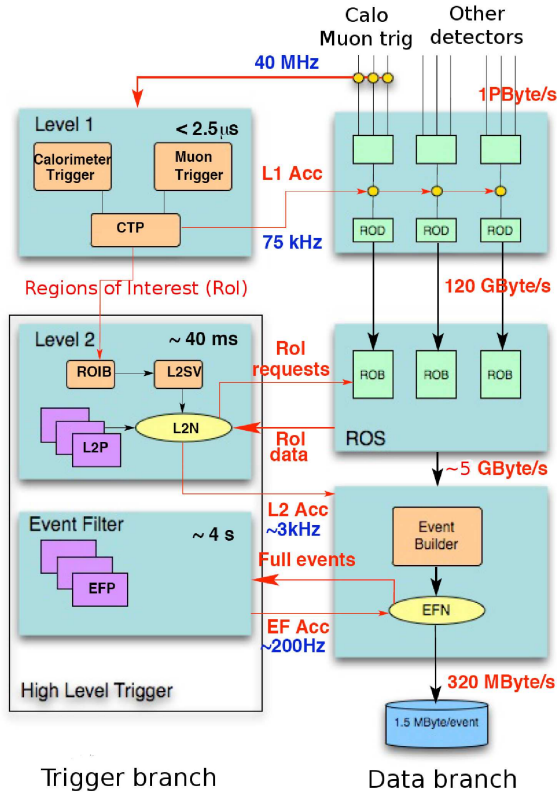 Calo
Muon trig
Other
detectors
40 MHz
1PByte/s
Level 1
< 2.5μs
Calorimeter
Trigger
Muon
Trigger
CTP
L1 Acc
75 kHz
ROD
ROD
ROD
Regions of Interest (RoI)
120 GByte/s
Level 2
~ 40 ms
ROIB
L2SV
L2N
L2P
RoI
requests
RoI
data
ROB
ROB
ROB
ROS
~5 GByte/s
L2 Acc
~3kHz
Event Filter
~ 4 s
EFP
Full events
EF Acc
~200Hz
Event
Builder
EFN
High Level Trigger
320 MByte/s
1.5 MByte/event
Trigger branch
Data branch